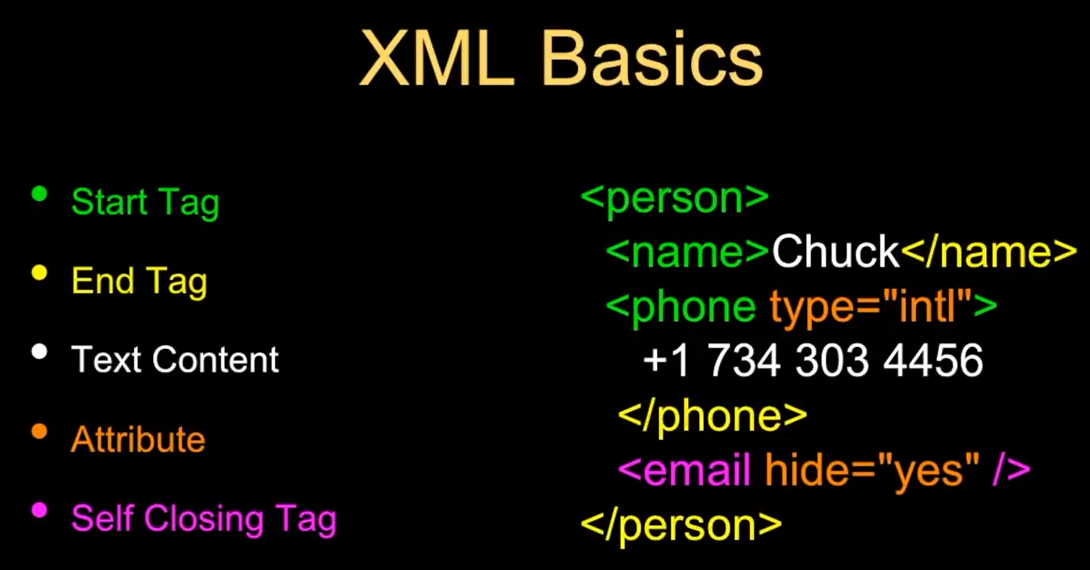 XML Basics
Start Tag
End Tag
Text Content
Attribute
Self Closing Tag
<person>
<name>Chuck</name>
<phone type="intl">
+1 734 303 4456
</phone>
<email hide="yes" />
</person>